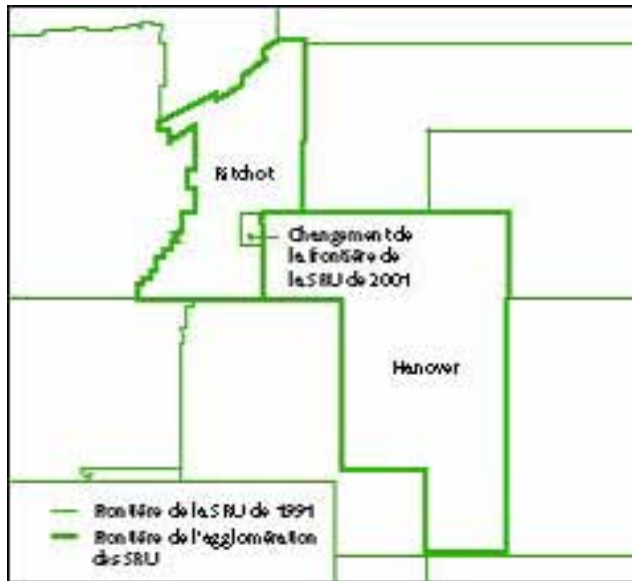 Ritchot
Changement de
la frontière de
la SRU de 2001
Hanover
Frontière de la SRU de 1991
Frontière de l'agglomération
des SRU